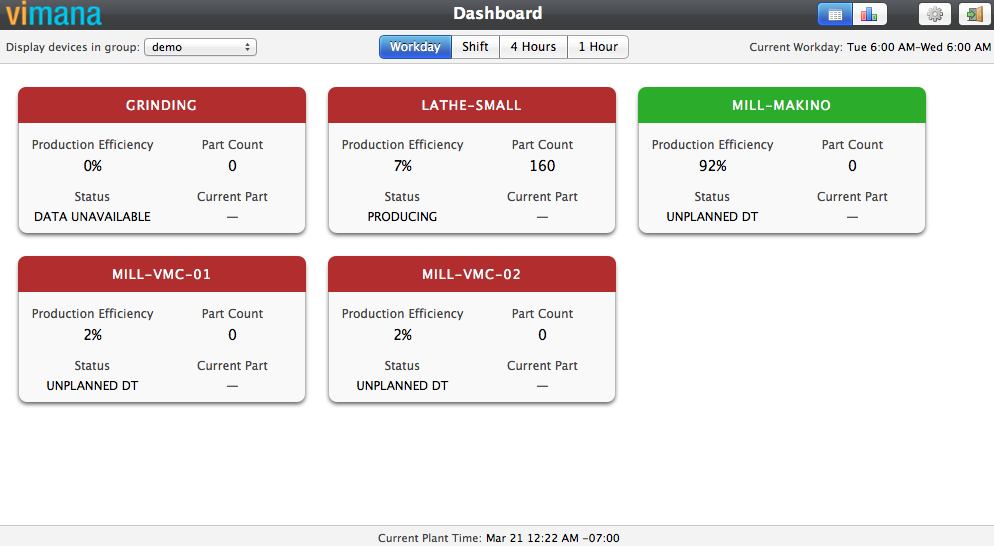 vimana
Dashboard
Display devices in group: demo
Workday Shift 4 Hours 1 Hour
Current Workday: Tue 6:00 AM-Wed 6:00 AM
GRINDING
Production Efficiency Part Count
0% 0
Status Current Part
DATA UNAVAILABLE —
LATHE-SMALL
Production Efficiency Part Count
7% 160
Status Current Part
PRODUCING —
MILL-MAKINO
Production Efficiency Part Count
92% 0
Status Current Part
UNPLANNED DT —
MILL-VMC-01
Production Efficiency Part Count
2% 0
Status Current Part
UNPLANNED DT —
MILL-VMC-02
Production Efficiency Part Count
2% 0
Status Current Part
UNPLANNED DT —
Current Plant Time: Mar 21 12:22 AM -07:00